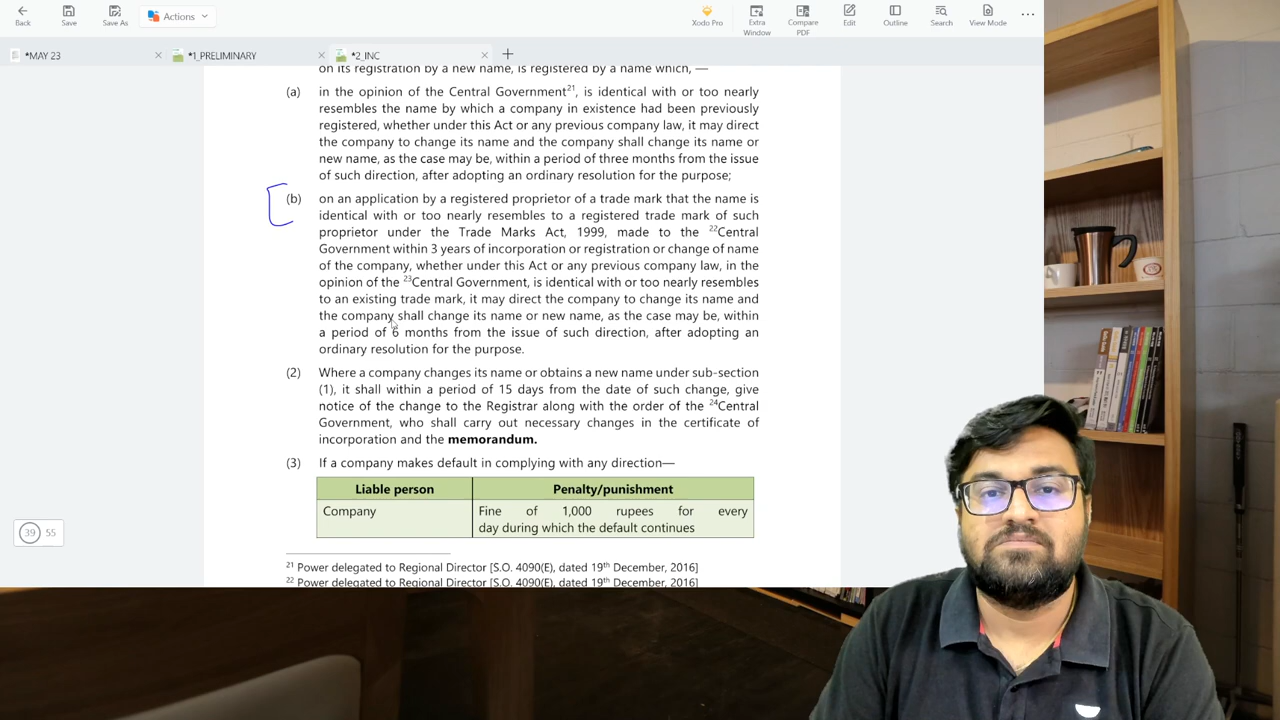 Back
Save
Save As
Actions
Xodo Pro
Extra
Window
Compare
PDF
Edit
Outline
Search
View Mode
*MAY 23
*1_PRELIMINARY
*2_INC
on its registration by a new name, is registered by a name which, —
(a) in the opinion of the Central Government21, is identical with or too nearly
resembles the name by which a company in existence had been previously
registered, whether under this Act or any previous company law, it may direct
the company to change its name and the company shall change its name or
new name, as the case may be, within a period of three months from the issue
of such direction, after adopting an ordinary resolution for the purpose;
(b) on an application by a registered proprietor of a trade mark that the name is
identical with or too nearly resembles to a registered trade mark of such
proprietor under the Trade Marks Act, 1999, made to the 22Central
Government within 3 years of incorporation or registration or change of name
of the company, whether under this Act or any previous company law, in the
opinion of the 23Central Government, is identical with or too nearly resembles
to an existing trade mark, it may direct the company to change its name and
the company shall change its name or new name, as the case may be, within
a period of 6 months from the issue of such direction, after adopting an
ordinary resolution for the purpose.
(2) Where a company changes its name or obtains a new name under sub-section
(1), it shall within a period of 15 days from the date of such change, give
notice of the change to the Registrar along with the order of the 24Central
Government, who shall carry out necessary changes in the certificate of
incorporation and the memorandum.
(3) If a company makes default in complying with any direction—
Liable person Penalty/punishment
Company Fine of 1,000 rupees for every
day during which the default continues
39 55
21 Power delegated to Regional Director [S.O. 4090(E), dated 19th December, 2016]
22 Power delegated to Regional Director [S.O. 4090(E), dated 19th December, 2016]